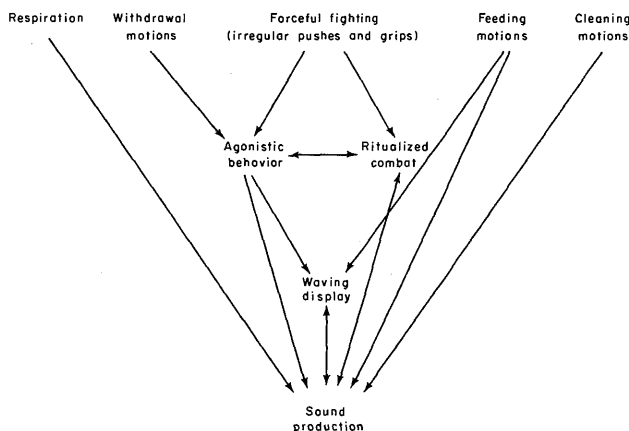 Respiration
Withdrawal
motions
Forceful fighting
(irregular pushes and grips)
Feeding
motions
Cleaning
motions
Agonistic
behavior
Ritualized
combat
Waving
display
Sound
production